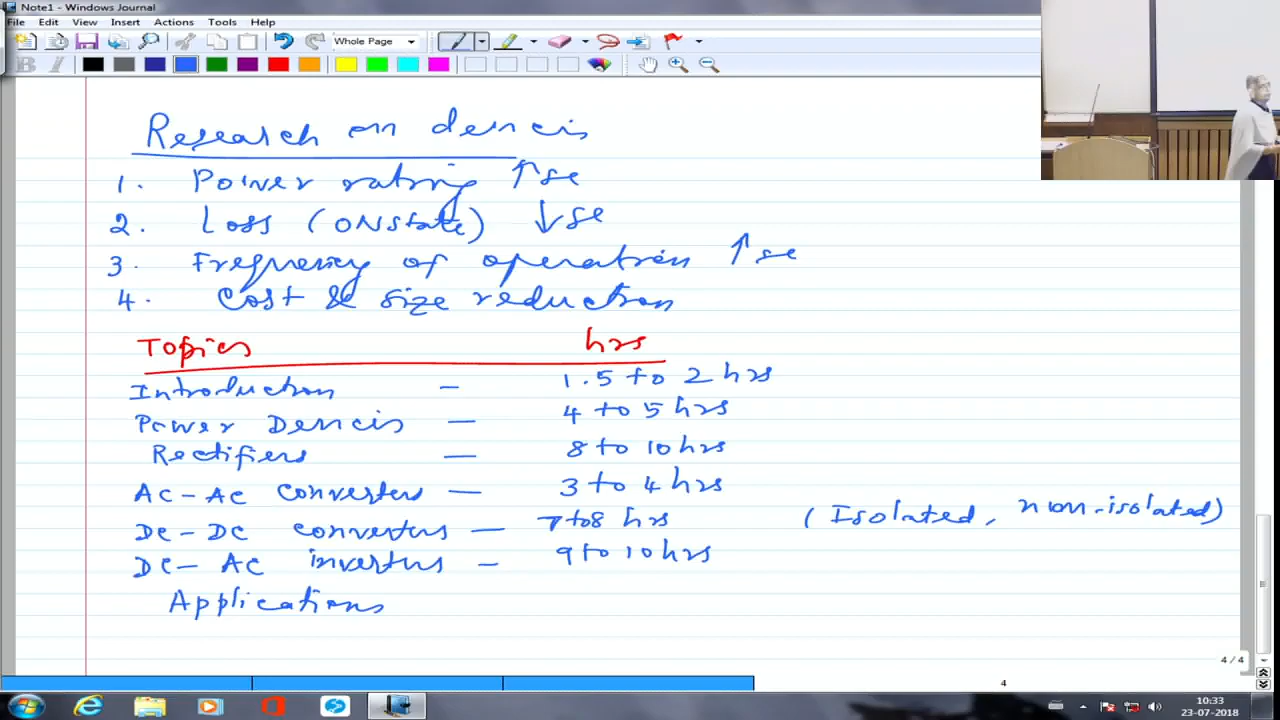 Note1 - Windows Journal
File Edit View Insert Actions Tools Help
Whole Page
Research on devices
1. Power rating ↑se
2. Loss (ON state) ↓se
3. Frequency of operation ↑se
4. Cost & size reduction
Topics hrs
Introduction — 1.5 to 2 hrs
Power Devices — 4 to 5 hrs
Rectifiers — 8 to 10 hrs
AC-AC converters — 3 to 4 hrs
DC-DC converters — 7 to 8 hrs (Isolated, non-isolated)
DC-AC inverters — 9 to 10 hrs
Applications
4 / 4
4
10:33
23-07-2018